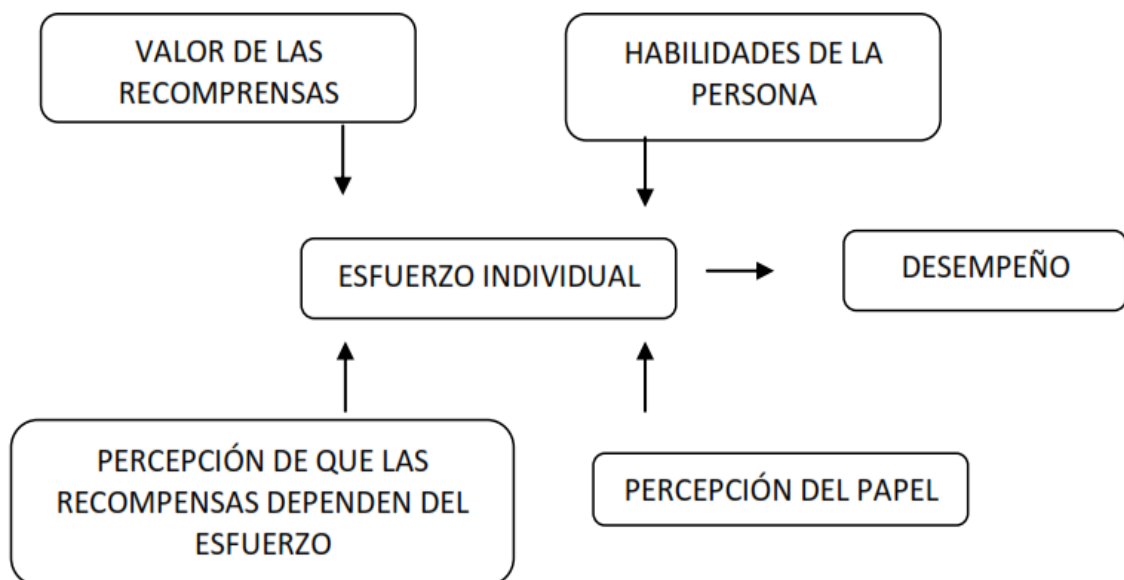 VALOR DE LAS
RECOMPRENSAS
HABILIDADES DE LA
PERSONA
ESFUERZO INDIVIDUAL
DESEMPEÑO
PERCEPCIÓN DE QUE LAS
RECOMPENSAS DEPENDEN DEL
ESFUERZO
PERCEPCIÓN DEL PAPEL